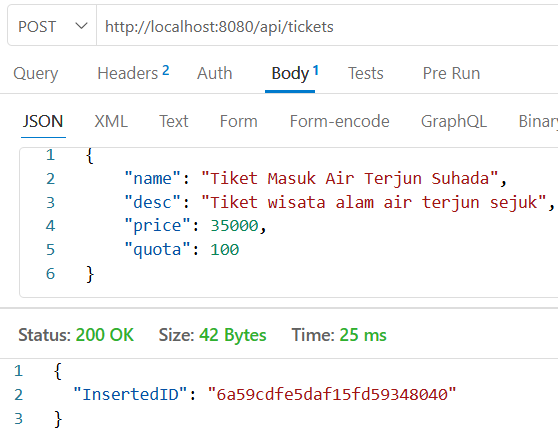 POST http://localhost:8080/api/tickets
Query Headers 2 Auth Body 1 Tests Pre Run
JSON XML Text Form Form-encode GraphQL Binar
1 {
2 "name": "Tiket Masuk Air Terjun Suhada",
3 "desc": "Tiket wisata alam air terjun sejuk",
4 "price": 35000,
5 "quota": 100
6 }
Status: 200 OK Size: 42 Bytes Time: 25 ms
1 {
2 "InsertedID": "6a59cdfe5daf15fd59348040"
3 }